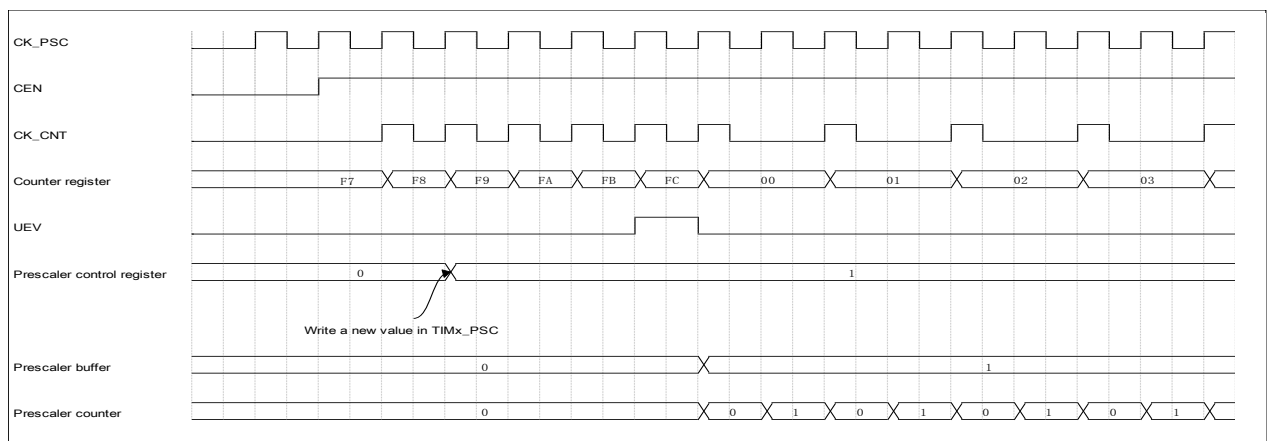 CK_PSC
CEN
CK_CNT
Counter register F7 F8 F9 FA FB FC 00 01 02 03
UEV
Prescaler control register 0 1
Write a new value in TIMx_PSC
Prescaler buffer 0 1
Prescaler counter 0 0 1 0 1 0 1 0 1